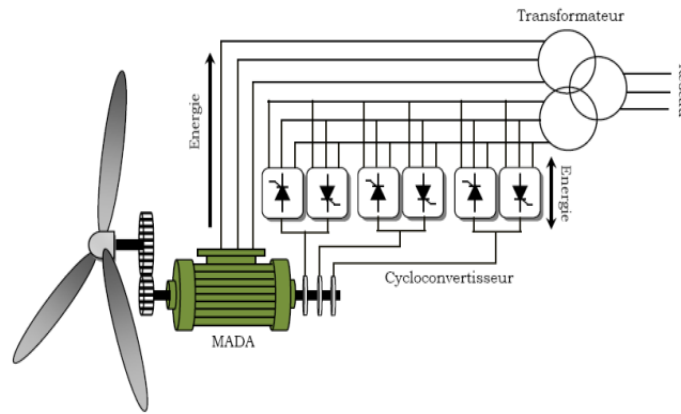 Transformateur
Energie
Energie
Cycloconvertisseur
MADA